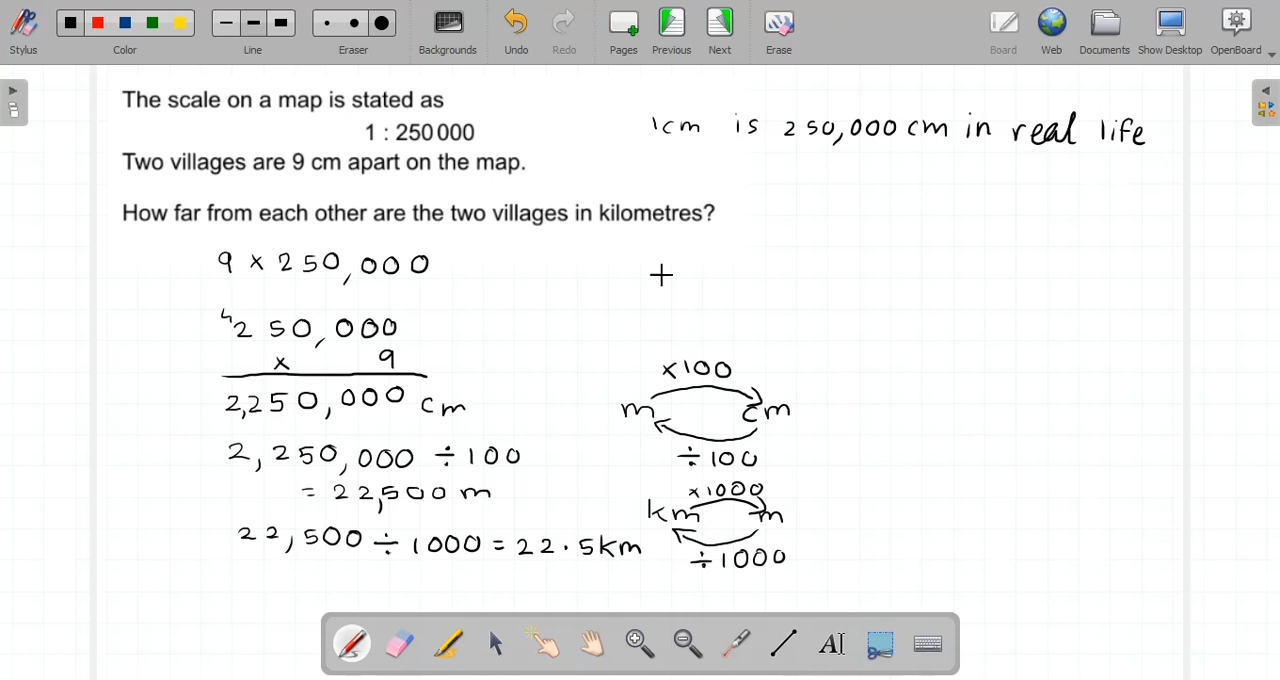 Stylus Color Line Eraser Backgrounds Undo Redo Pages Previous Next Erase Board Web Documents Show Desktop OpenBoard
The scale on a map is stated as
1 : 250 000
1cm is 250,000 cm in real life
Two villages are 9 cm apart on the map.
How far from each other are the two villages in kilometres?
9 × 250,000
4
250,000
× 9
2,250,000 cm
2,250,000 ÷ 100
= 22,500 m
22,500 ÷ 1000 = 22.5km
×100
m cm
÷100
×1000
km m
÷1000
AI